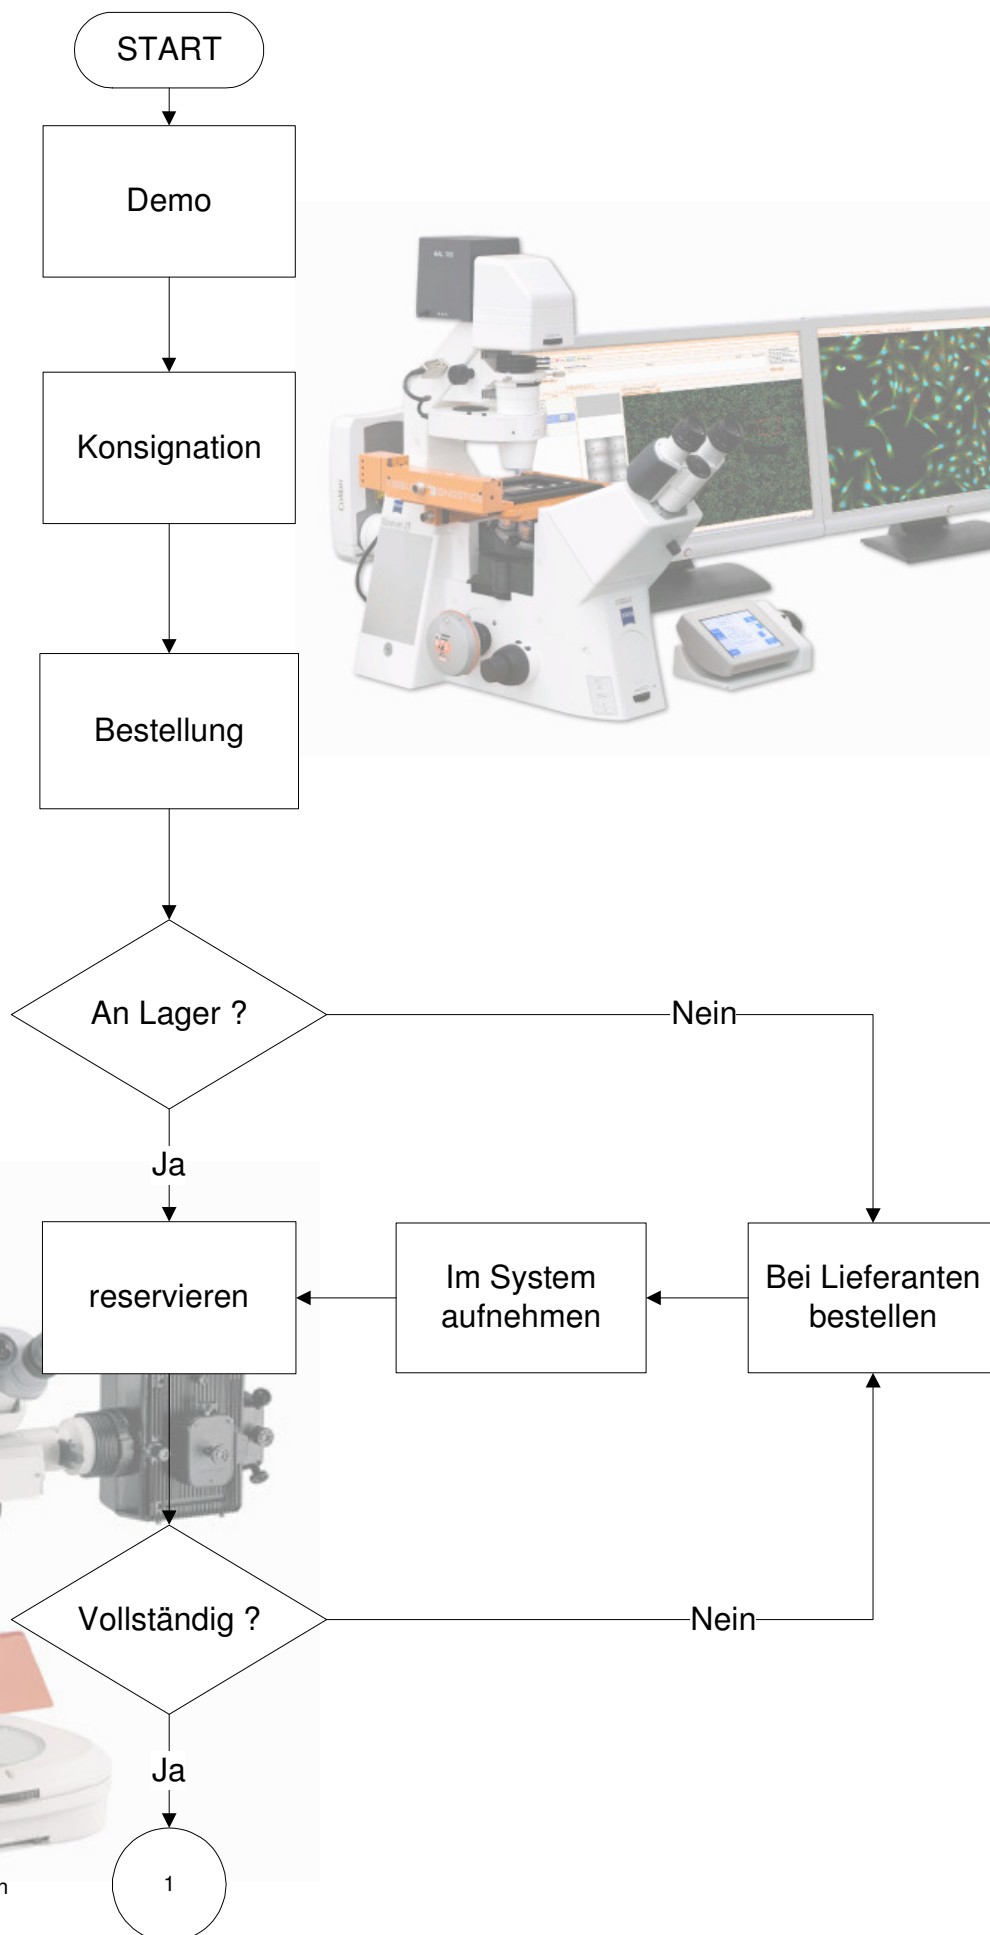 START
Demo
Konsignation
Bestellung
An Lager ?
Nein
Ja
reservieren
Im System
aufnehmen
Bei Lieferanten
bestellen
Vollständig ?
Nein
Ja
1
n